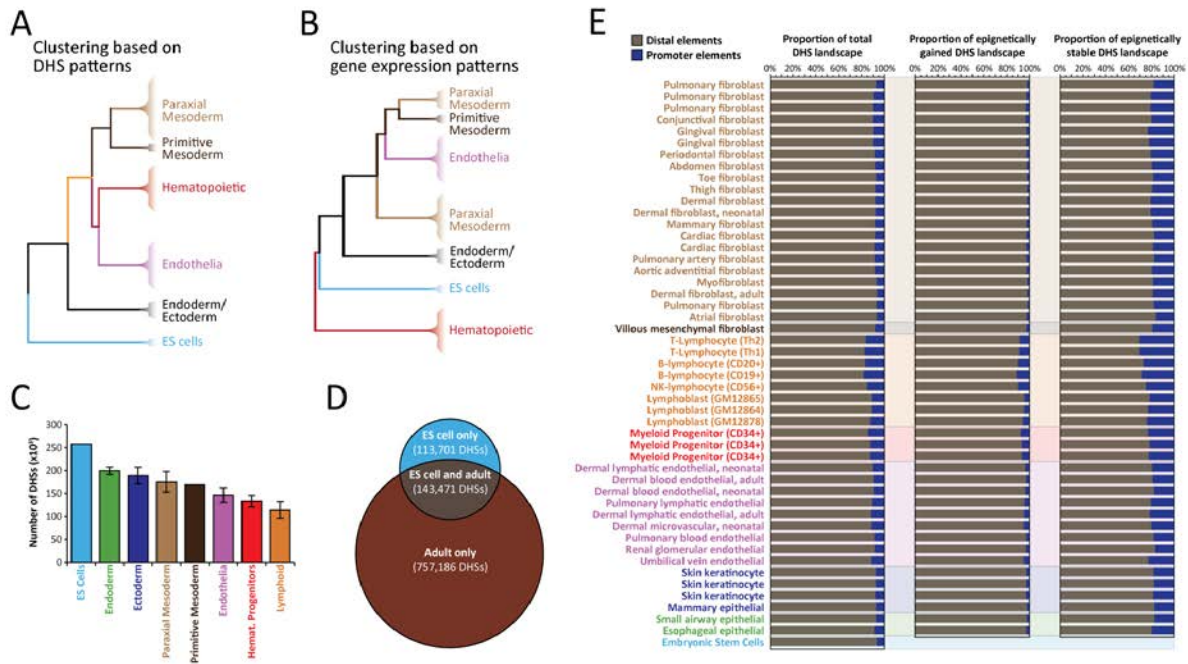 A
Clustering based on
DHS patterns
Paraxial
Mesoderm
Primitive
Mesoderm
Hematopoietic
Endothelia
Endoderm/
Ectoderm
ES cells
B
Clustering based on
gene expression patterns
Paraxial
Mesoderm
Primitive
Mesoderm
Endothelia
Paraxial
Mesoderm
Endoderm/
Ectoderm
ES cells
Hematopoietic
C
Number of DHSs (x10³)
300
250
200
150
100
50
0
ES Cells
Endoderm
Ectoderm
Paraxial Mesoderm
Primitive Mesoderm
Endothelia
Hemat. Progenitors
Lymphoid
D
ES cell only
(113,701 DHSs)
ES cell and adult
(143,471 DHSs)
Adult only
(757,186 DHSs)
E
Distal elements
Promoter elements
Proportion of total
DHS landscape
0% 20% 40% 60% 80% 100%
Proportion of epignetically
gained DHS landscape
0% 20% 40% 60% 80% 100%
Proportion of epignetically
stable DHS landscape
0% 20% 40% 60% 80% 100%
Pulmonary fibroblast
Pulmonary fibroblast
Pulmonary fibroblast
Conjunctival fibroblast
Gingival fibroblast
Gingival fibroblast
Periodontal fibroblast
Abdomen fibroblast
Toe fibroblast
Thigh fibroblast
Dermal fibroblast
Dermal fibroblast, neonatal
Mammary fibroblast
Cardiac fibroblast
Cardiac fibroblast
Pulmonary artery fibroblast
Aortic adventitial fibroblast
Myofibroblast
Dermal fibroblast, adult
Pulmonary fibroblast
Atrial fibroblast
Villous mesenchymal fibroblast
T-Lymphocyte (Th2)
T-Lymphocyte (Th1)
B-lymphocyte (CD20+)
B-lymphocyte (CD19+)
NK-lymphocyte (CD56+)
Lymphoblast (GM12865)
Lymphoblast (GM12864)
Lymphoblast (GM12878)
Myeloid Progenitor (CD34+)
Myeloid Progenitor (CD34+)
Myeloid Progenitor (CD34+)
Dermal lymphatic endothelial, neonatal
Dermal blood endothelial, adult
Dermal blood endothelial, neonatal
Pulmonary lymphatic endothelial
Dermal lymphatic endothelial, adult
Dermal microvascular, neonatal
Pulmonary blood endothelial
Renal glomerular endothelial
Umbilical vein endothelial
Skin keratinocyte
Skin keratinocyte
Skin keratinocyte
Mammary epithelial
Small airway epithelial
Esophageal epithelial
Embryonic Stem Cells